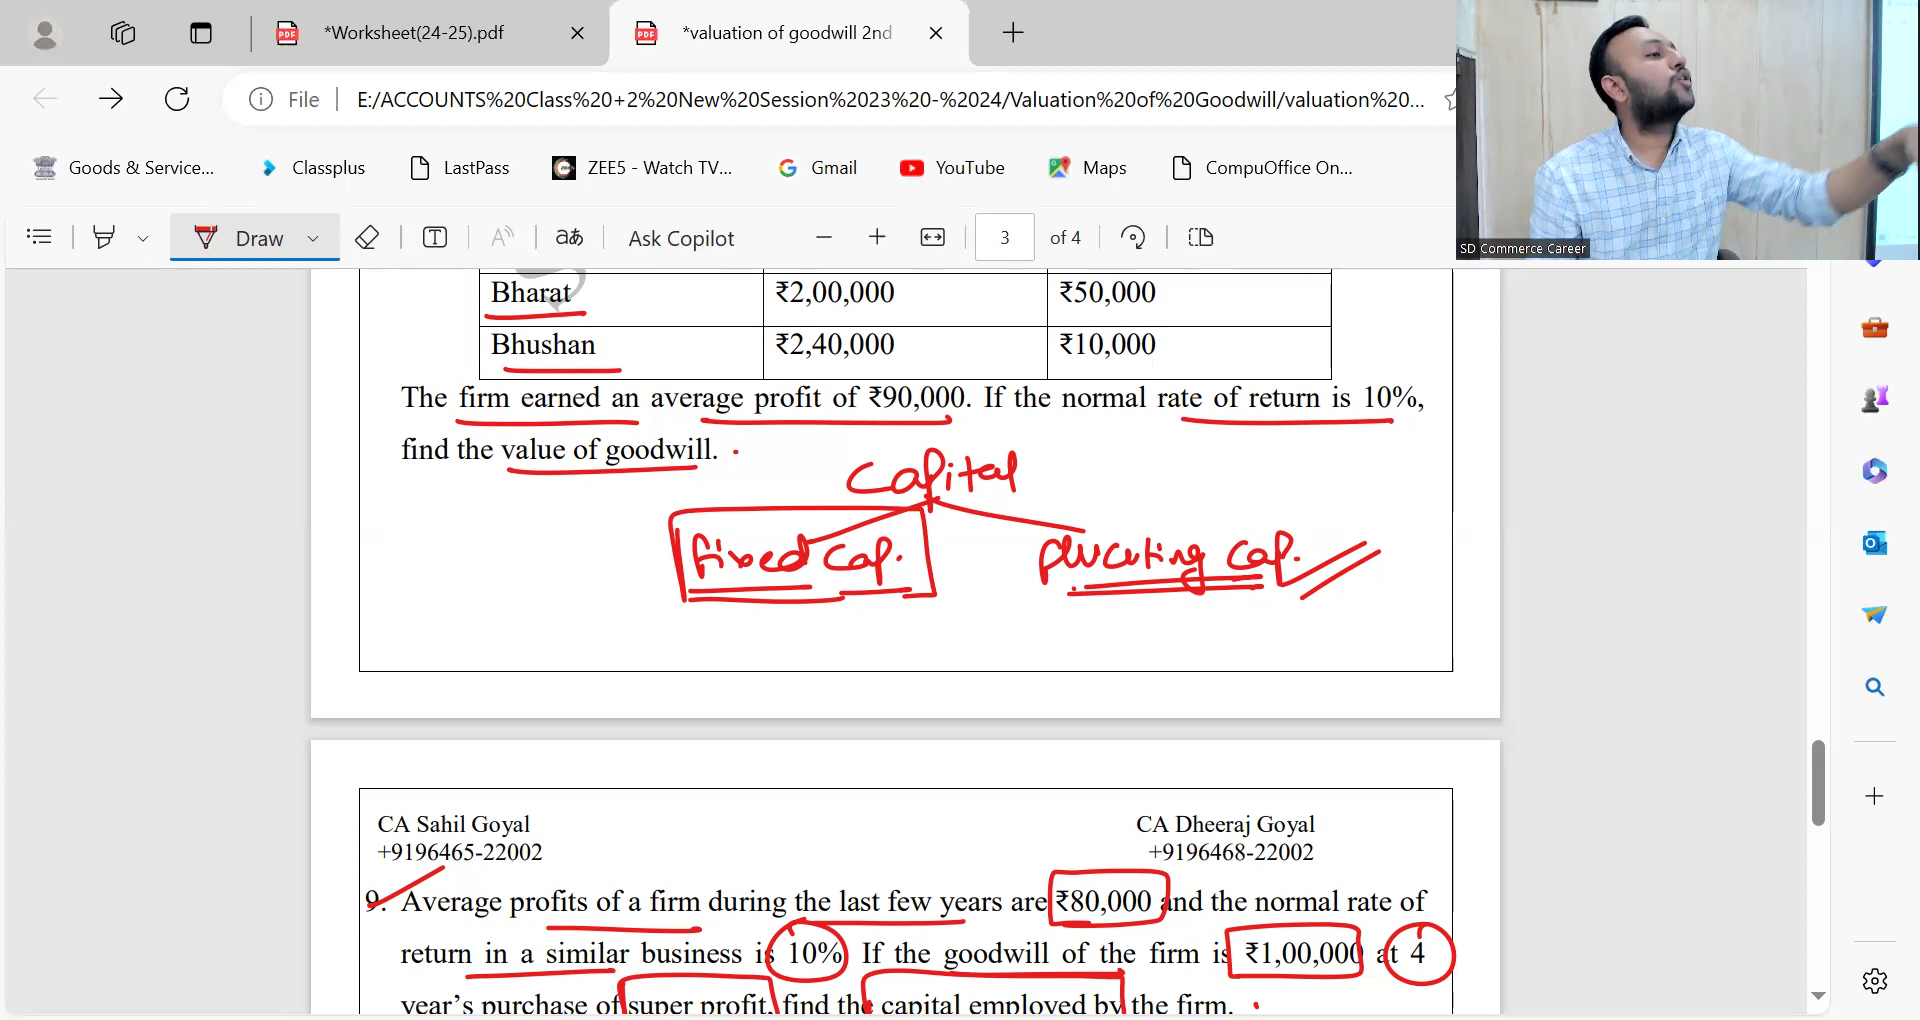 *Worksheet(24-25).pdf
*valuation of goodwill 2nd
File
E:/ACCOUNTS%20Class%20+2%20New%20Session%202023%20-%2024/Valuation%20of%20Goodwill/valuation%20...
Goods & Service...
Classplus
LastPass
ZEE5 - Watch TV...
Gmail
YouTube
Maps
CompuOffice On...
Draw
Ask Copilot
3
of 4
SD Commerce Career
Bharat ₹2,00,000 ₹50,000
Bhushan ₹2,40,000 ₹10,000
The firm earned an average profit of ₹90,000. If the normal rate of return is 10%,
find the value of goodwill.
Capital
fixed Cap.
fluctuating Cap.
CA Sahil Goyal CA Dheeraj Goyal
+9196465-22002 +9196468-22002
9. Average profits of a firm during the last few years are ₹80,000 and the normal rate of
return in a similar business is 10% If the goodwill of the firm is ₹1,00,000 at 4
year's purchase of super profit, find the capital employed by the firm.